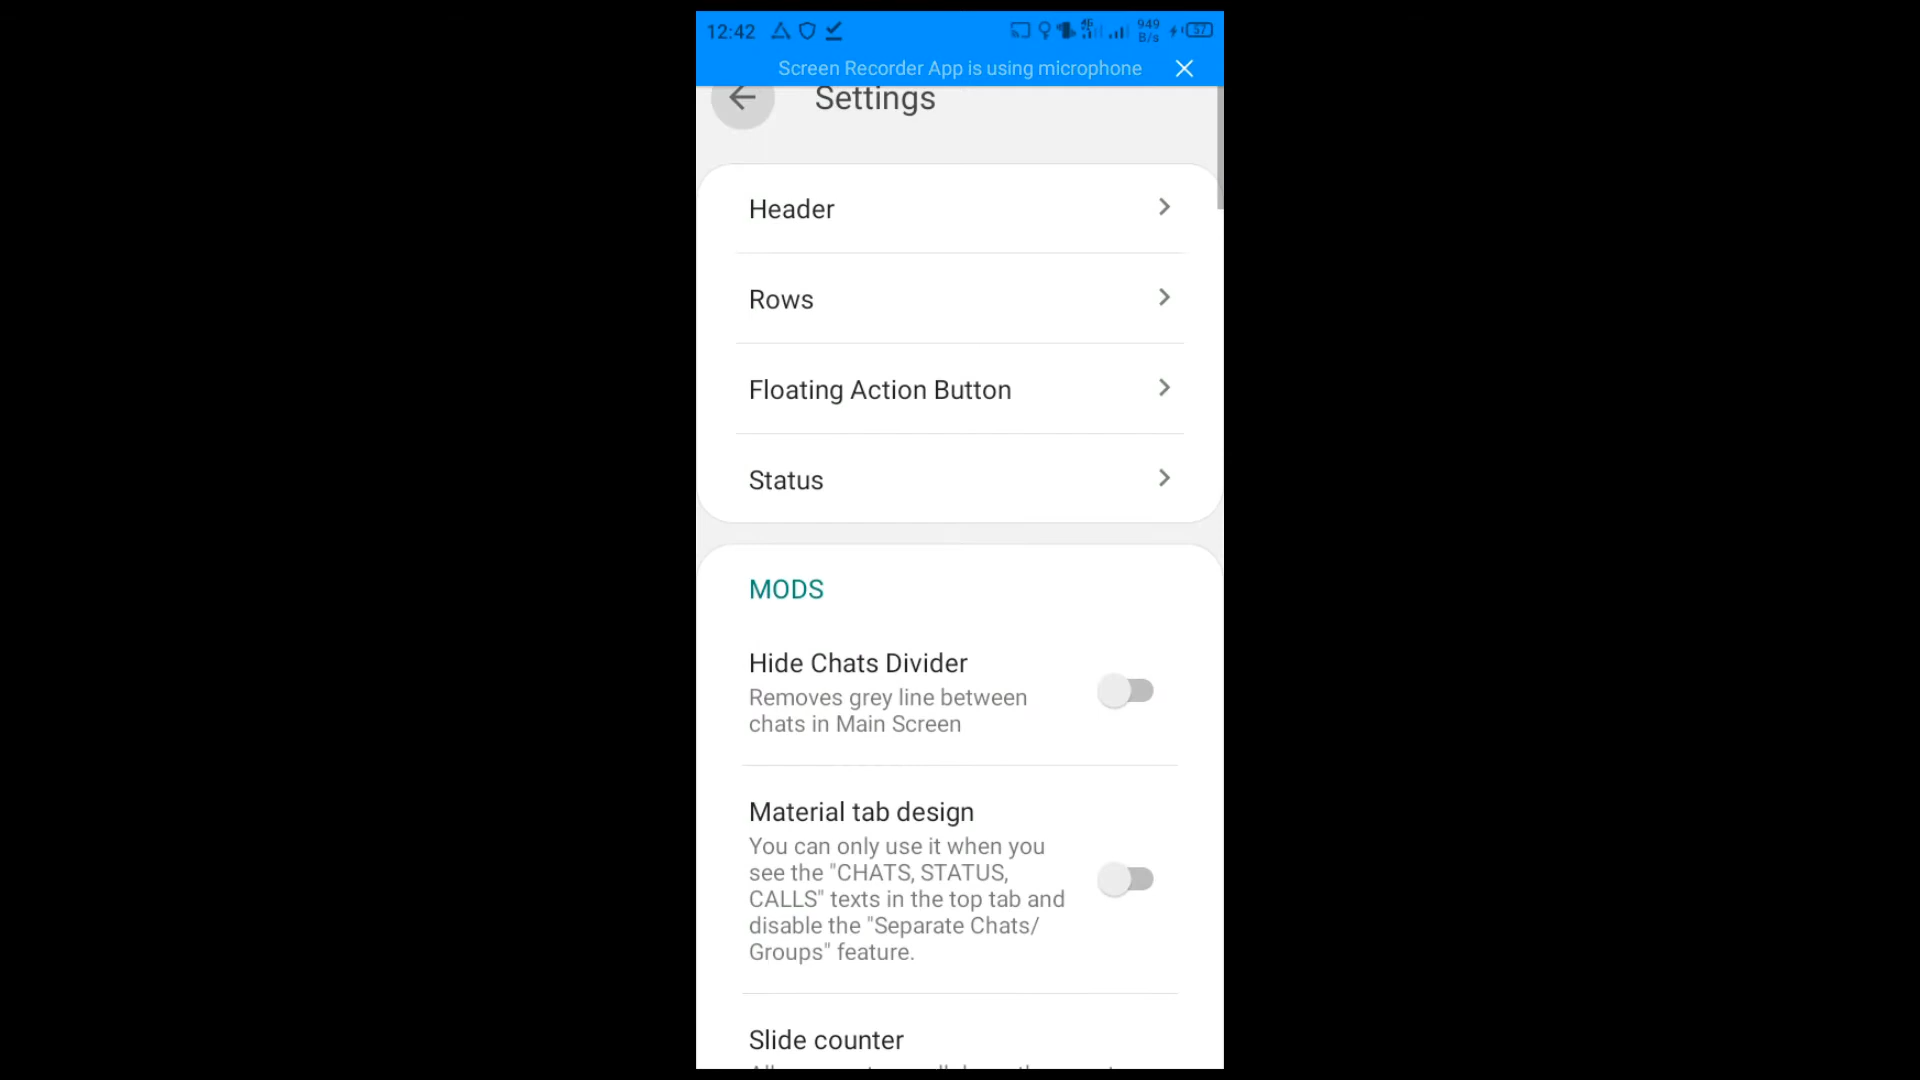 12:42
949
B/s
57
Screen Recorder App is using microphone
Settings
Header
Rows
Floating Action Button
Status
MODS
Hide Chats Divider
Removes grey line between
chats in Main Screen
Material tab design
You can only use it when you
see the "CHATS, STATUS,
CALLS" texts in the top tab and
disable the "Separate Chats/
Groups" feature.
Slide counter